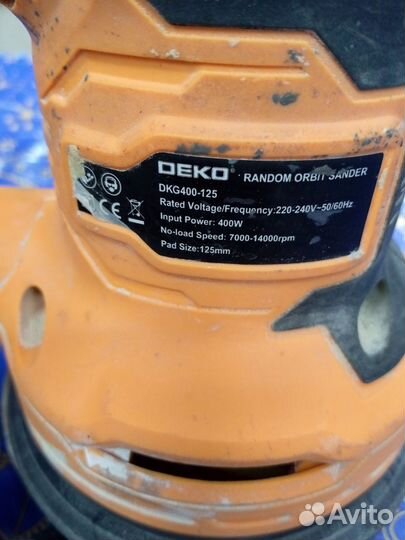 DEKO RANDOM ORBIT SANDER
DKG400-125
Rated Voltage/Frequency:220-240V~50/60Hz
Input Power: 400W
No-load Speed: 7000-14000rpm
Pad Size:125mm
CE
Avito